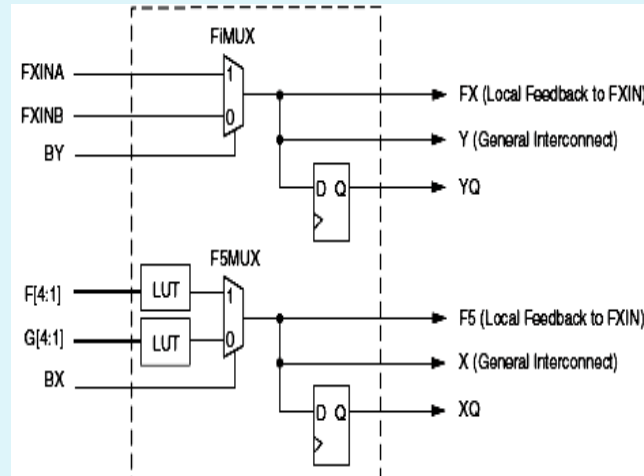 FiMUX
FXINA
1
FX (Local Feedback to FXIN)
FXINB
0
Y (General Interconnect)
BY
D Q
YQ
F5MUX
F[4:1]
LUT
1
F5 (Local Feedback to FXIN)
G[4:1]
LUT
0
X (General Interconnect)
BX
D Q
XQ